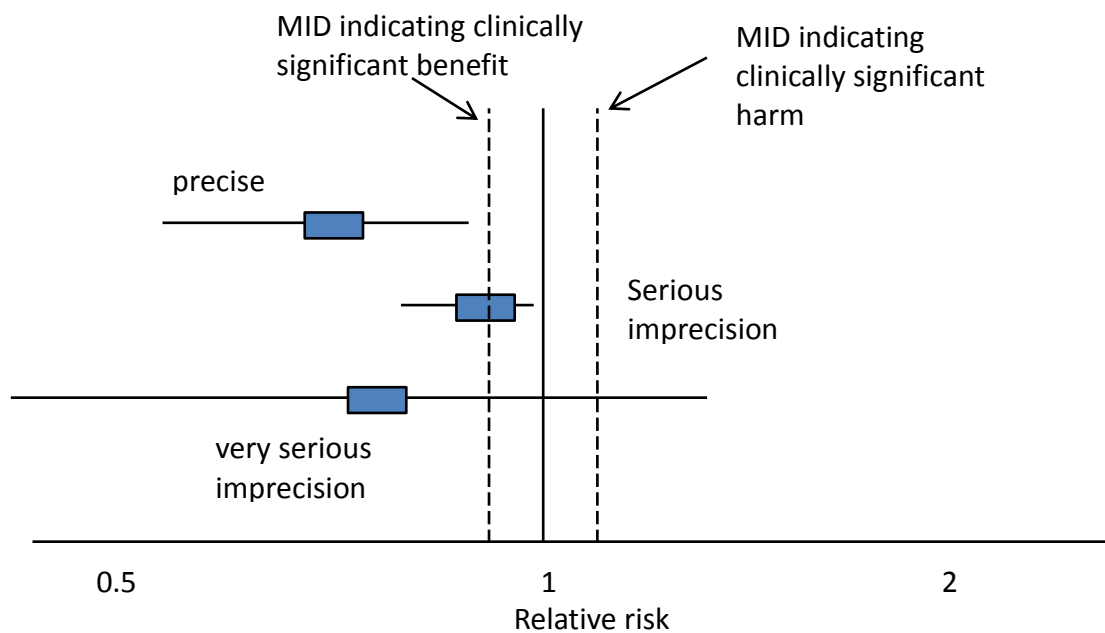 MID indicating clinically
significant benefit
MID indicating
clinically significant
harm
precise
Serious
imprecision
very serious
imprecision
0.5
1
2
Relative risk